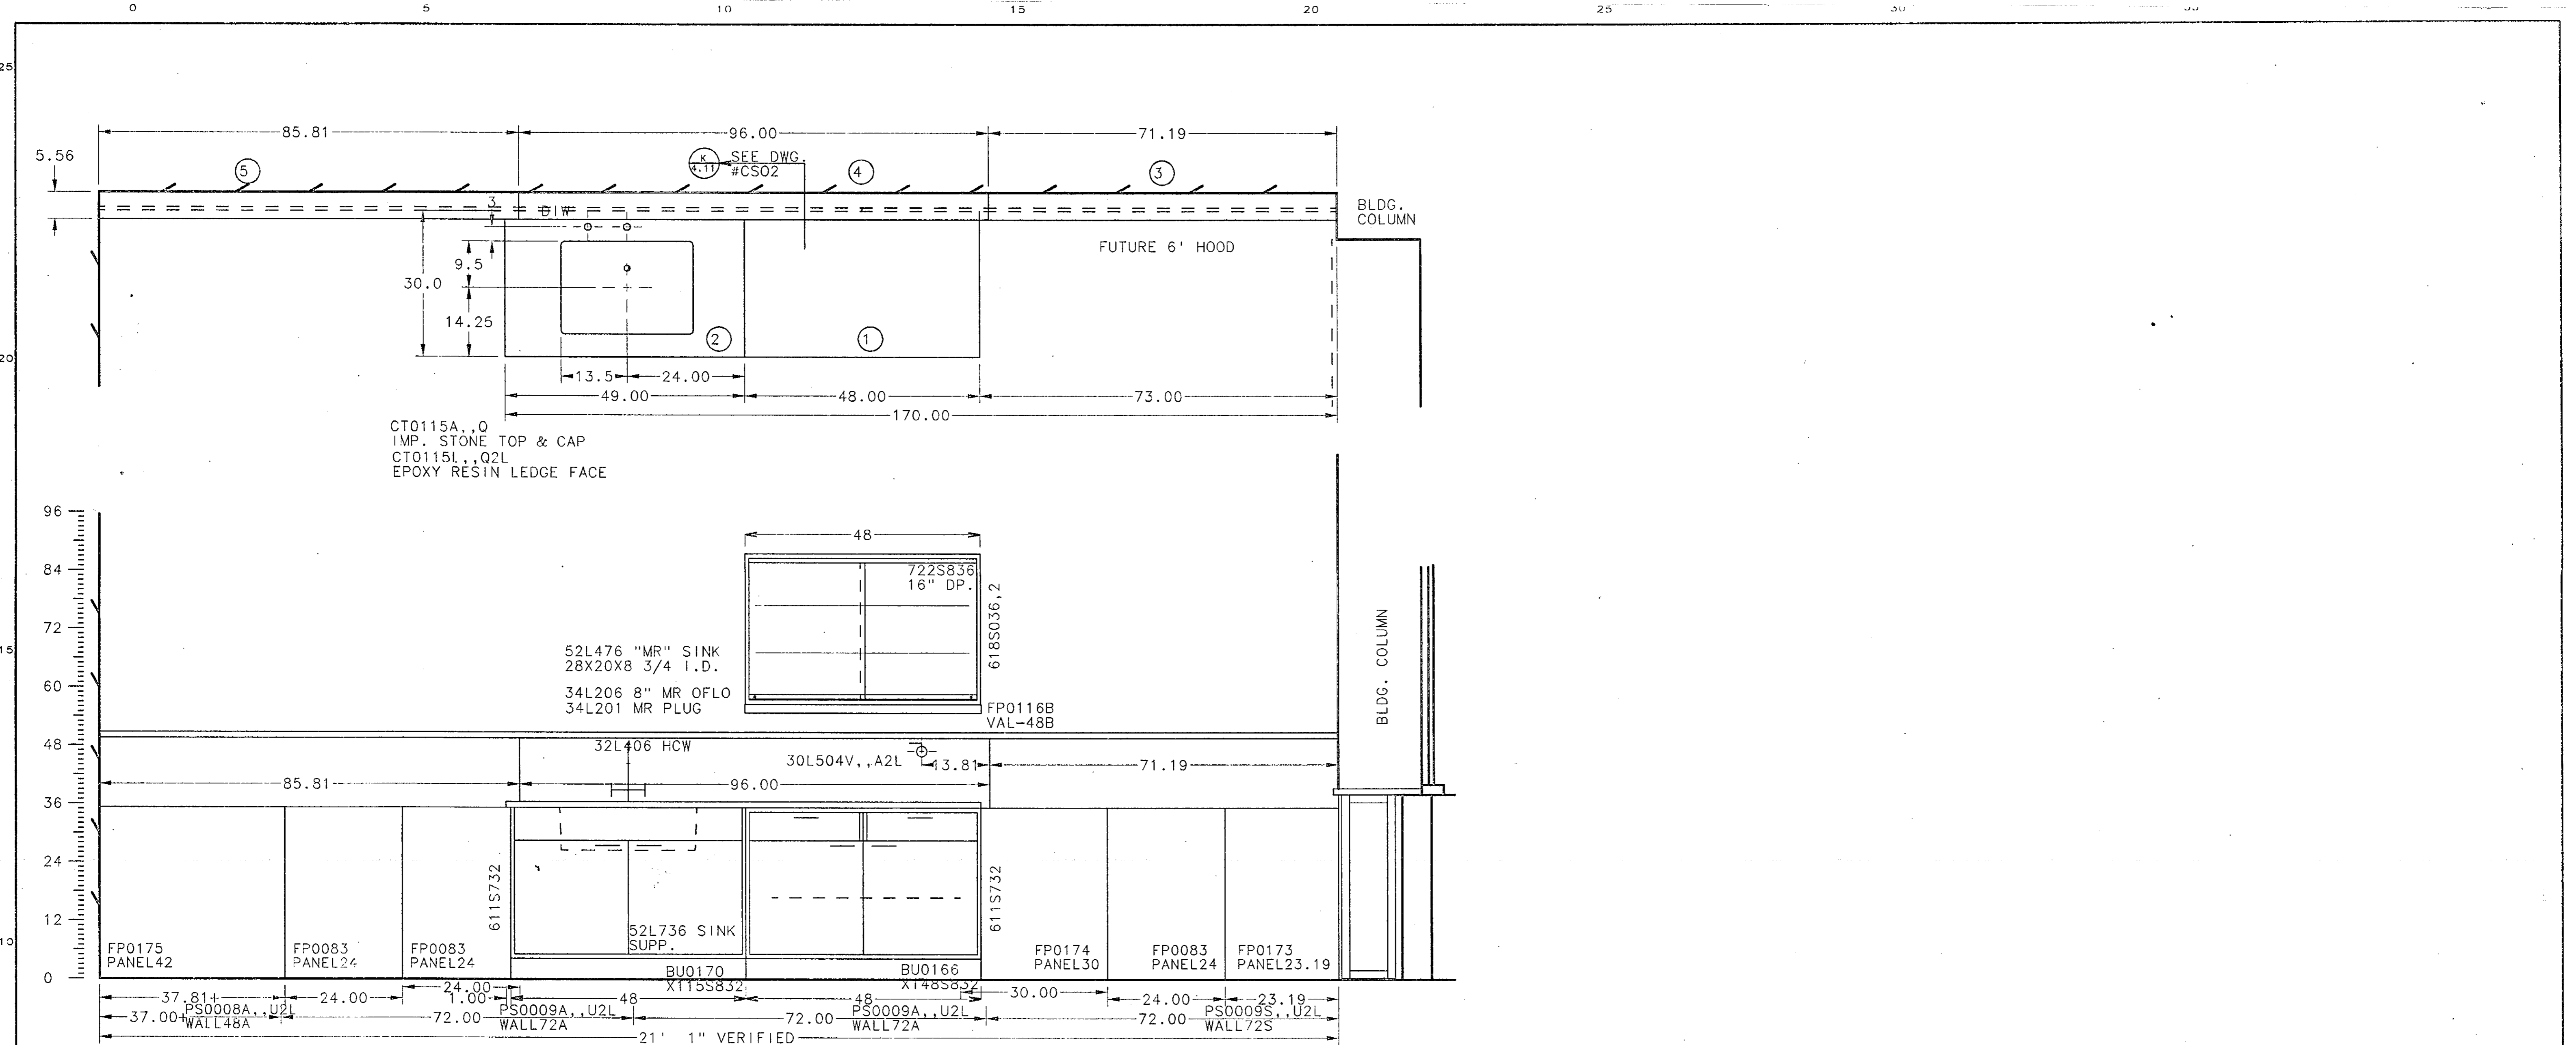 0 5 10 15 20 25 30 35
25
85.81 96.00 71.19
5.56
5
K
4.11
SEE DWG.
#CS02
4
3
3
DIW
BLDG.
COLUMN
FUTURE 6' HOOD
9.5
30.0
14.25
2
1
20
13.5 24.00
49.00 48.00 73.00
170.00
CT0115A,,Q
IMP. STONE TOP & CAP
CT0115L,,Q2L
EPOXY RESIN LEDGE FACE
96
48
84
722S836
16" DP.
618S036,2
72
15
52L476 "MR" SINK
28X20X8 3/4 I.D.
BLDG. COLUMN
60
34L206 8" MR OFLO
34L201 MR PLUG
FP0116B
VAL-48B
48
32L406 HCW
30L504V,,A2L
13.81
71.19
85.81
96.00
36
24
611S732
611S732
12
52L736 SINK
SUPP.
10
FP0175
PANEL42
FP0083
PANEL24
FP0083
PANEL24
FP0174
PANEL30
FP0083
PANEL24
FP0173
PANEL23.19
0
BU0170
X115S832
BU0166
X148S832
24.00
37.81+ 24.00 1.00 48 48 30.00 24.00 23.19
PS0008A,,U2L
WALL48A
PS0009A,,U2L
WALL72A
PS0009A,,U2L
WALL72A
PS0009S,,U2L
WALL72S
37.00+ 72.00 72.00 72.00
21' 1" VERIFIED